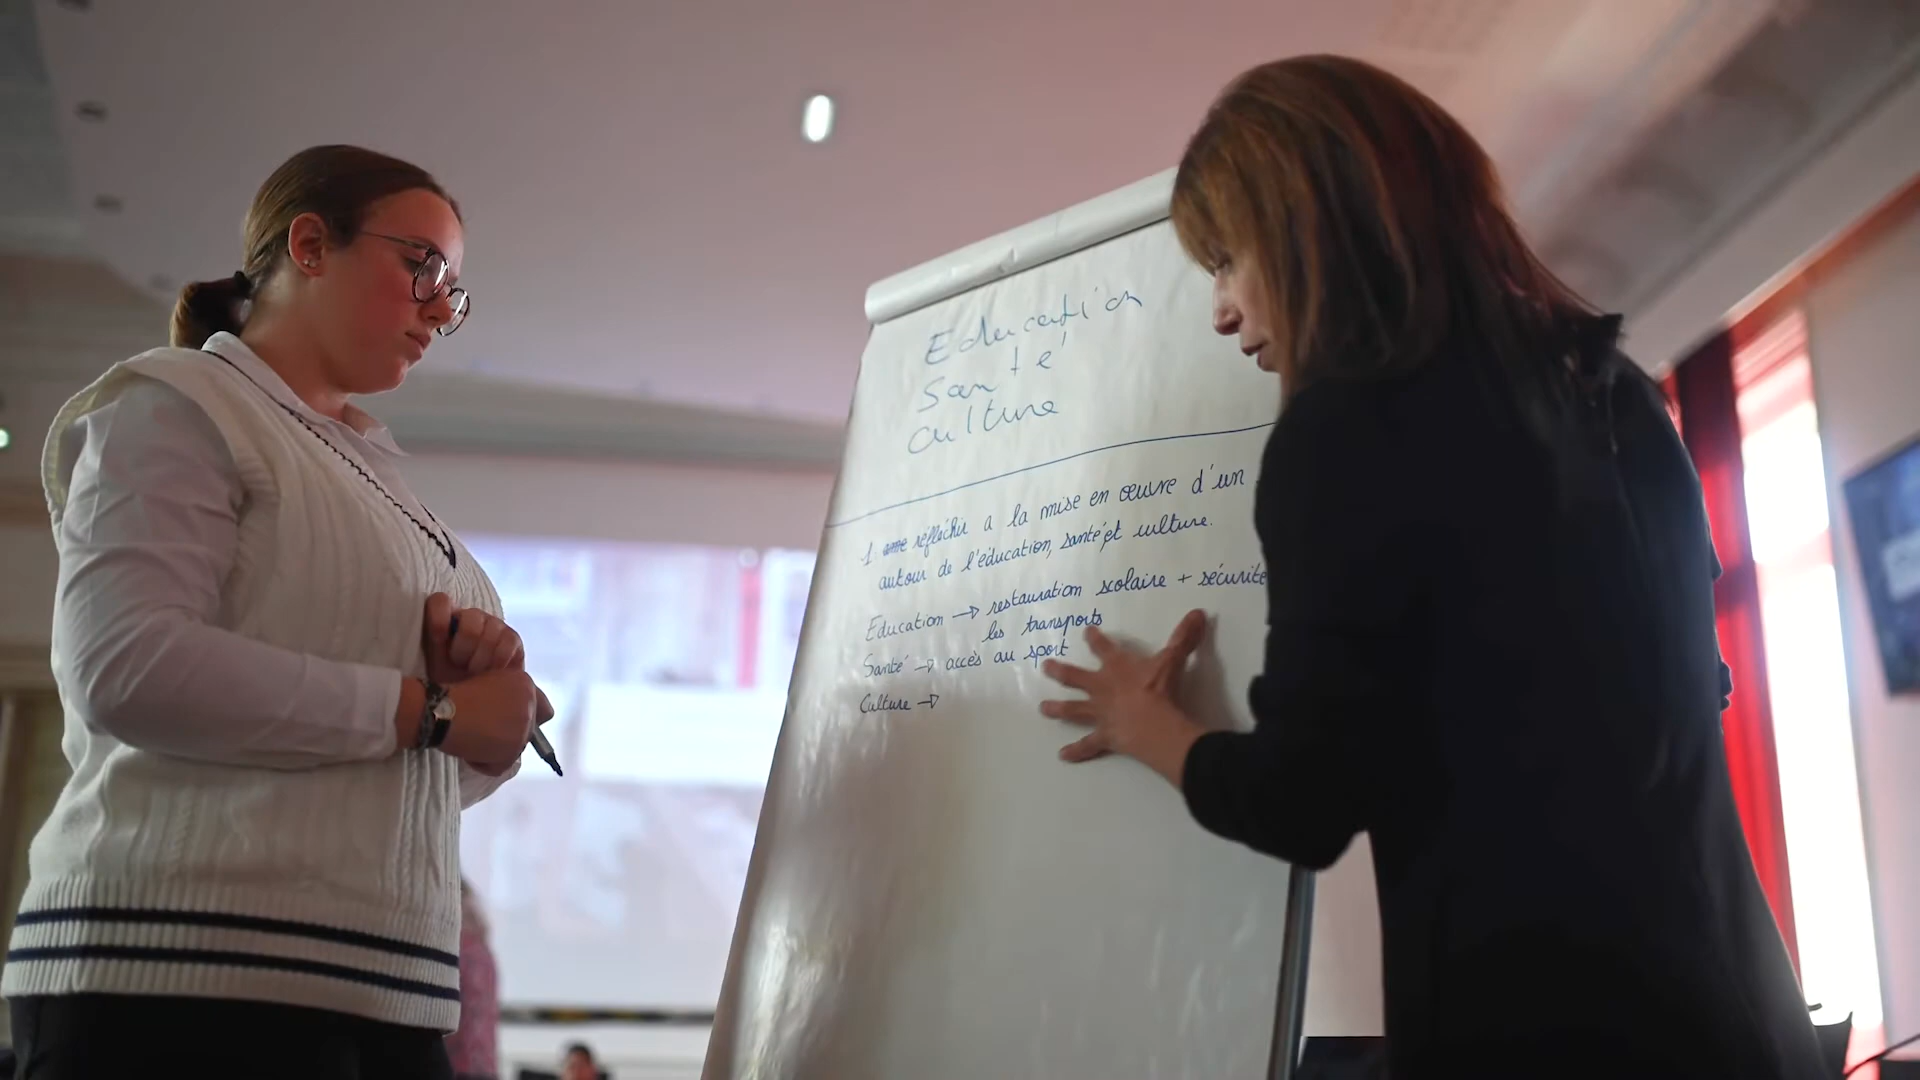 Education
Santé
culture
1. réfléchir a la mise en œuvre d'un
autour de l'éducation, santé et culture.
Education → restauration scolaire + sécurité
les transports
Santé → accès au sport
Culture →